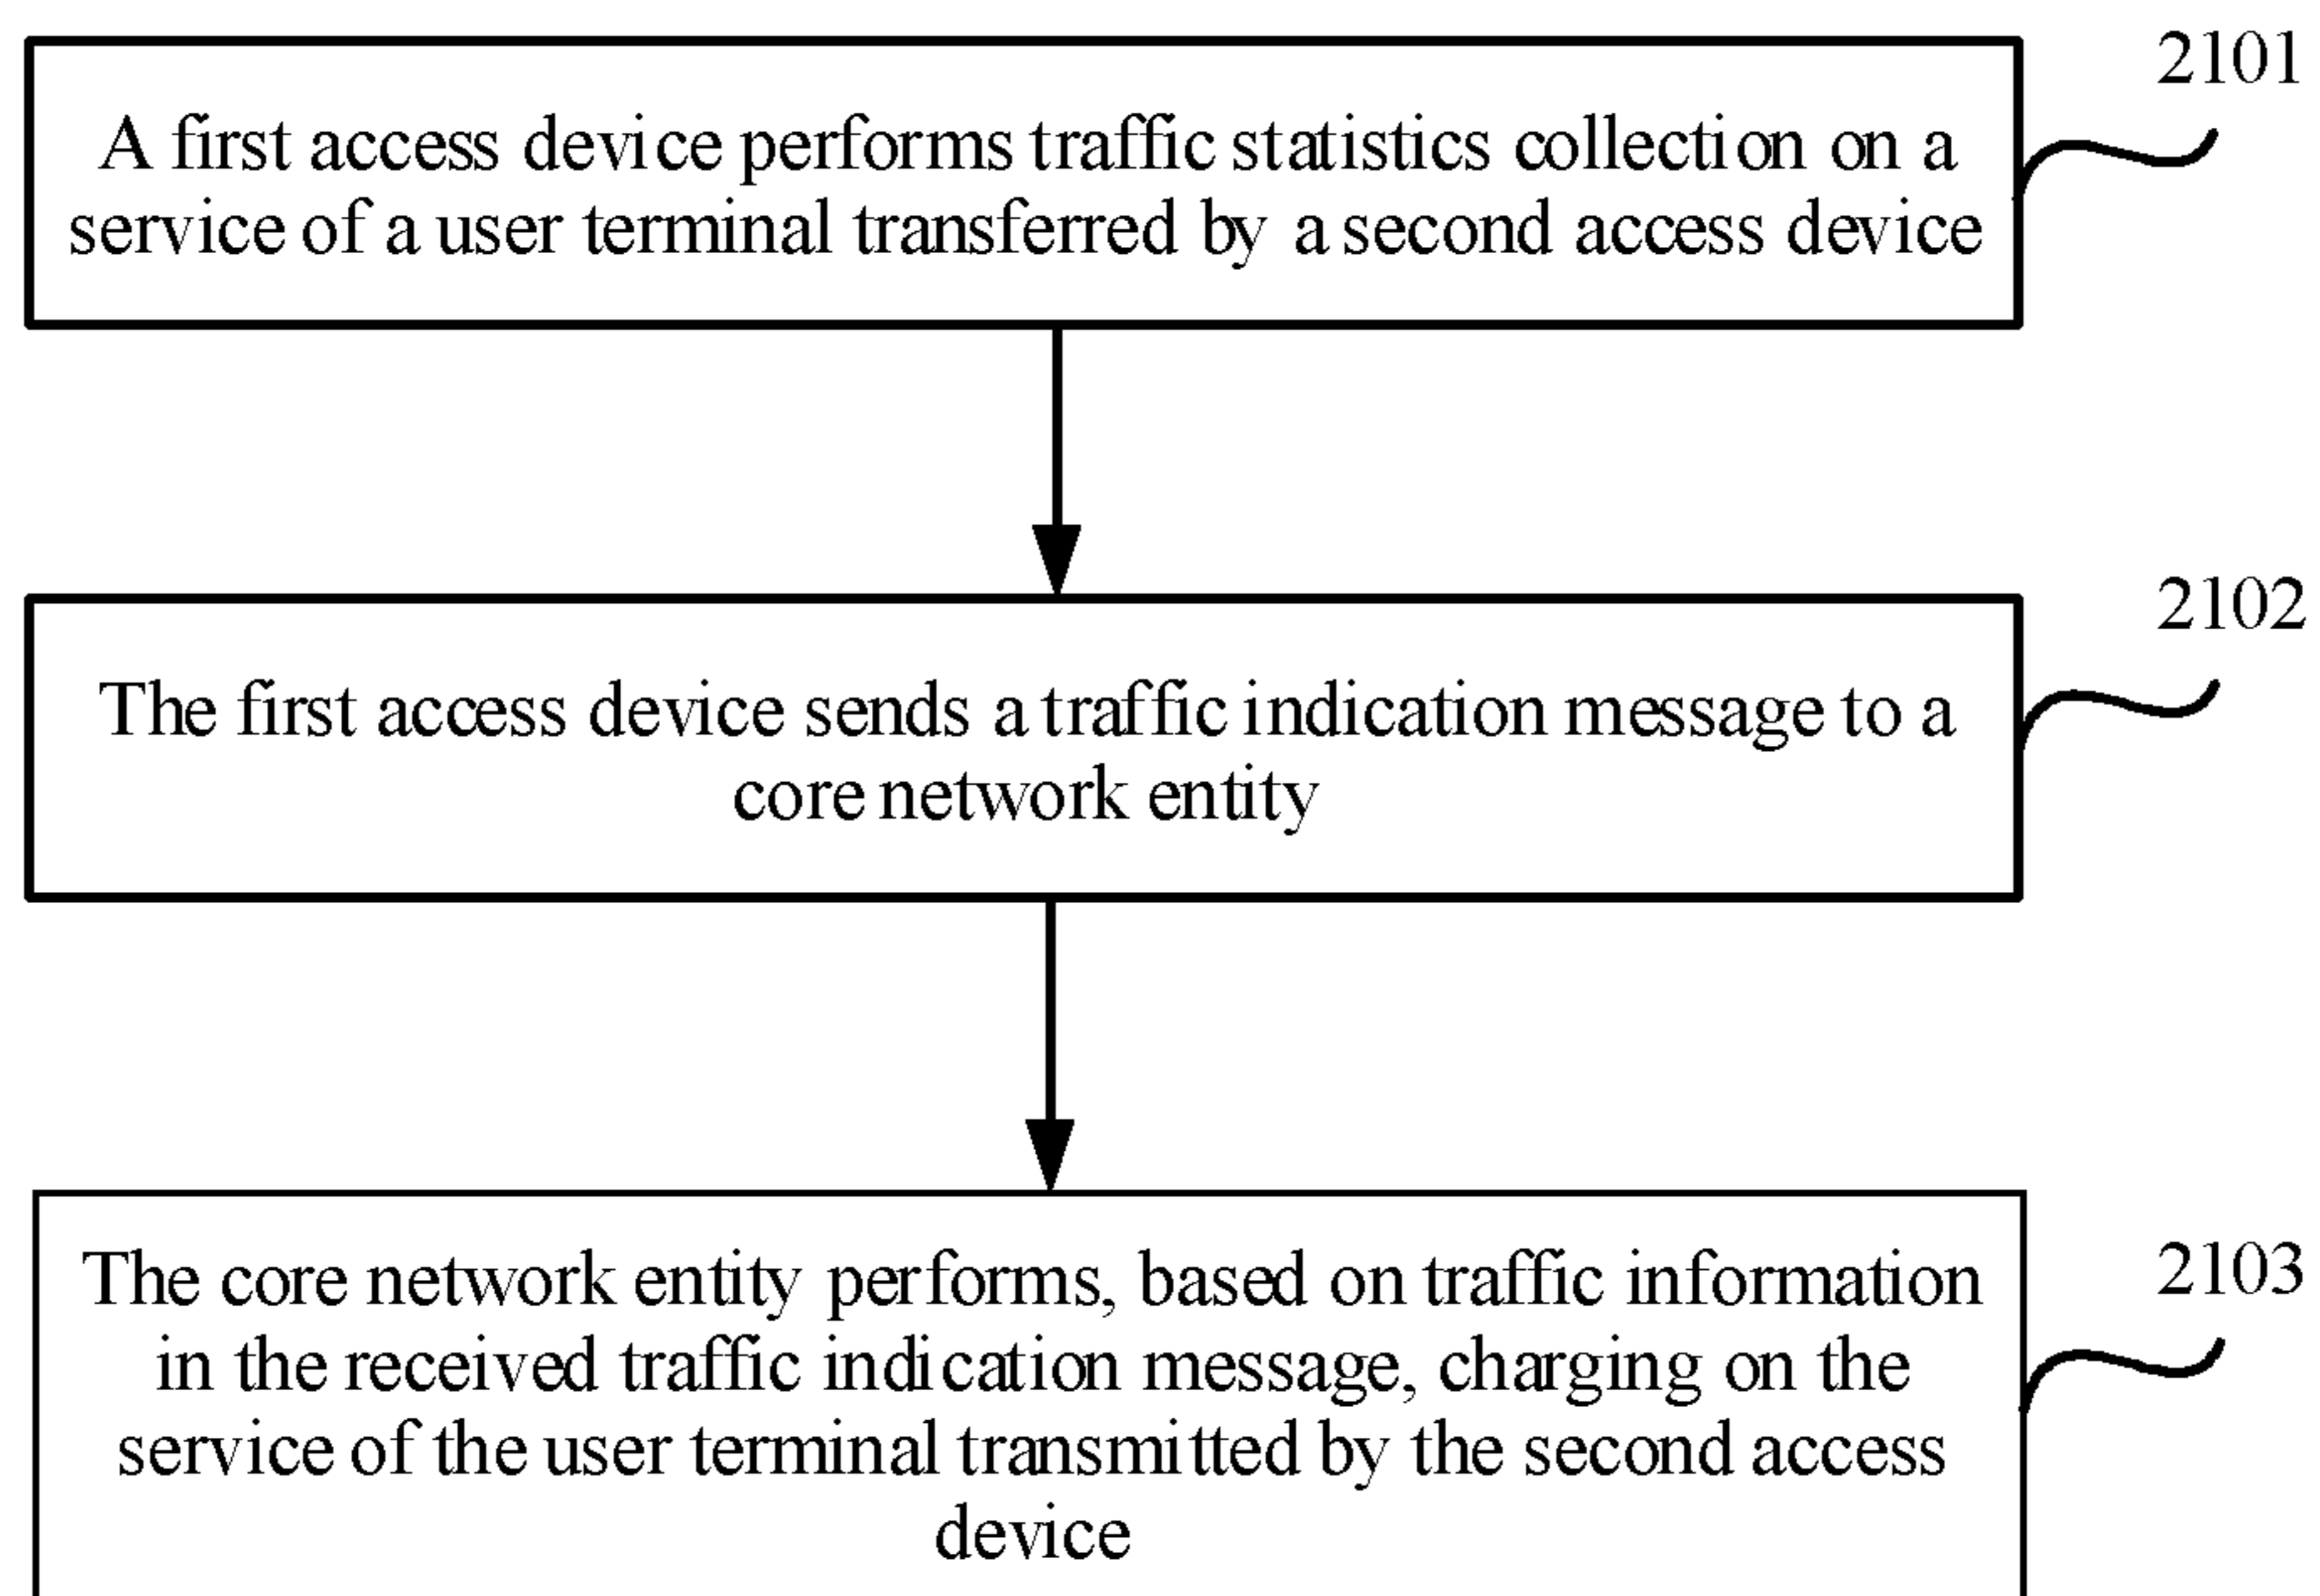 2101
A first access device performs traffic statistics collection on a
service of a user terminal transferred by a second access device
2102
The first access device sends a traffic indication message to a
core network entity
2103
The core network entity performs, based on traffic information
in the received traffic indication message, charging on the
service of the user terminal transmitted by the second access
device